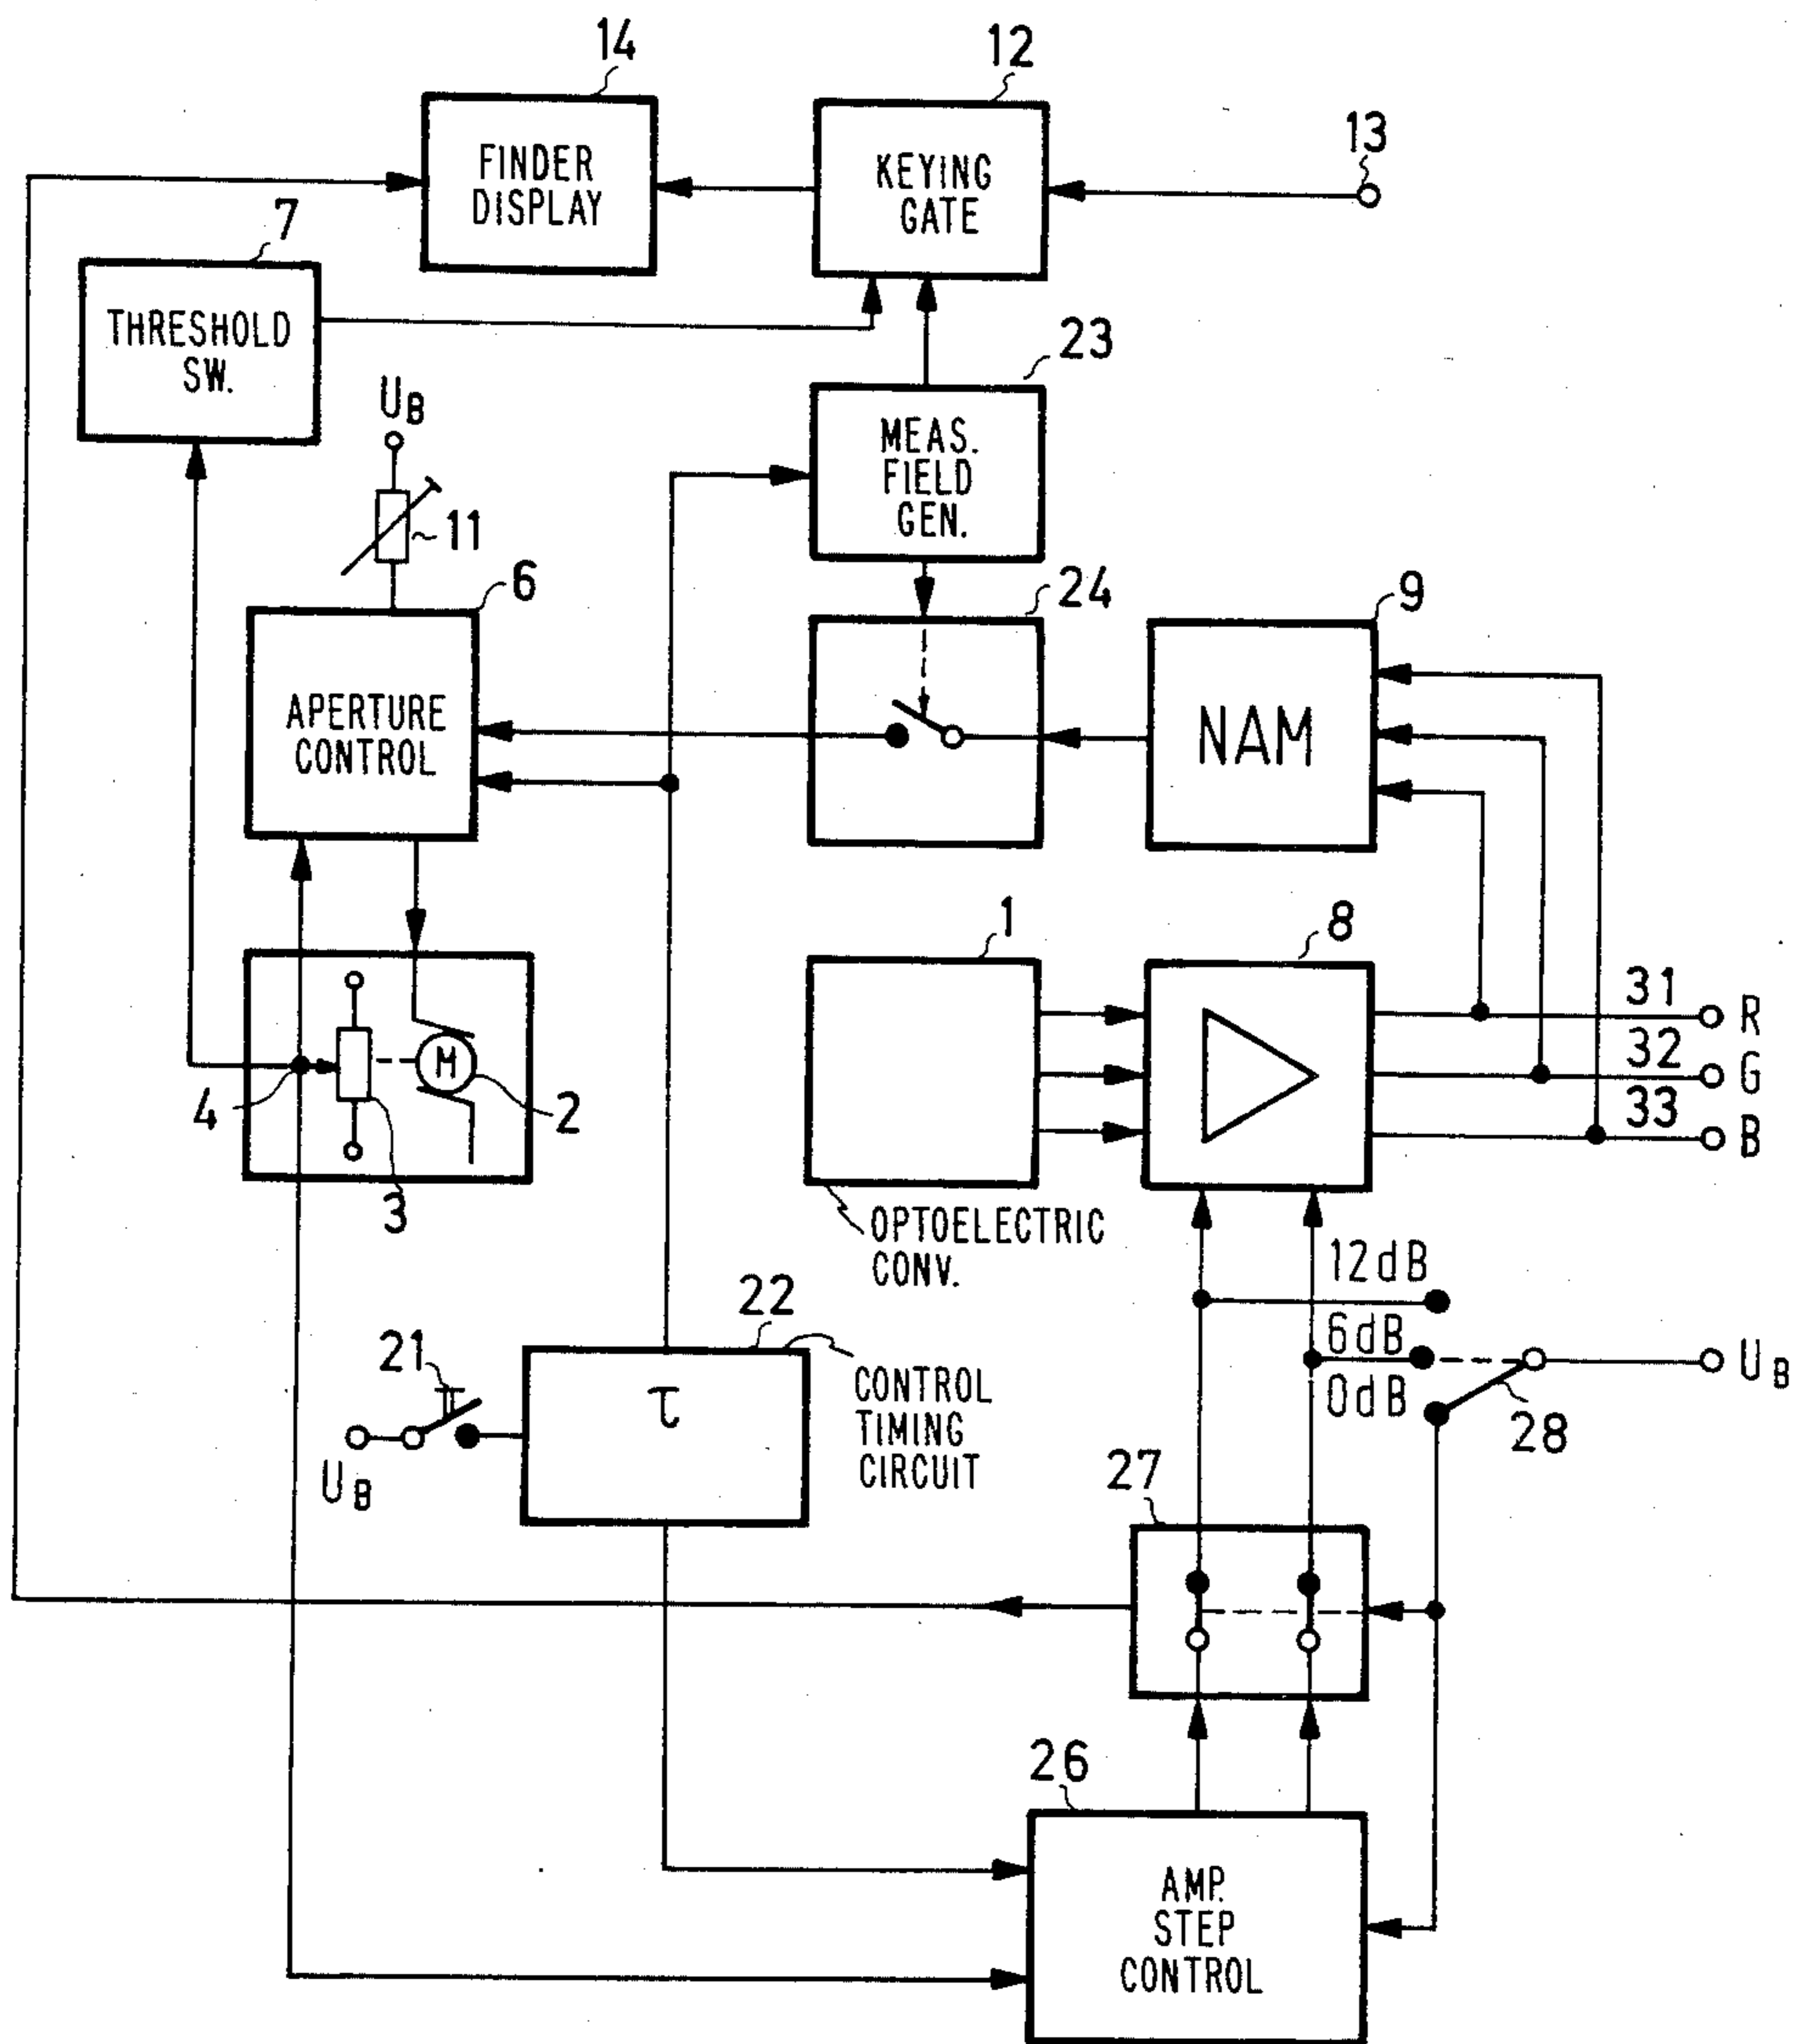 14
12
13
FINDER
DISPLAY
KEYING
GATE
7
THRESHOLD
SW.
23
UB
MEAS.
FIELD
GEN.
11
6
24
9
APERTURE
CONTROL
NAM
1
8
31
R
M
32
G
4
2
33
B
3
OPTOELECTRIC
CONV.
12dB
22
6dB
21
UB
τ
CONTROL
TIMING
CIRCUIT
0dB
28
UB
27
26
AMP.
STEP
CONTROL